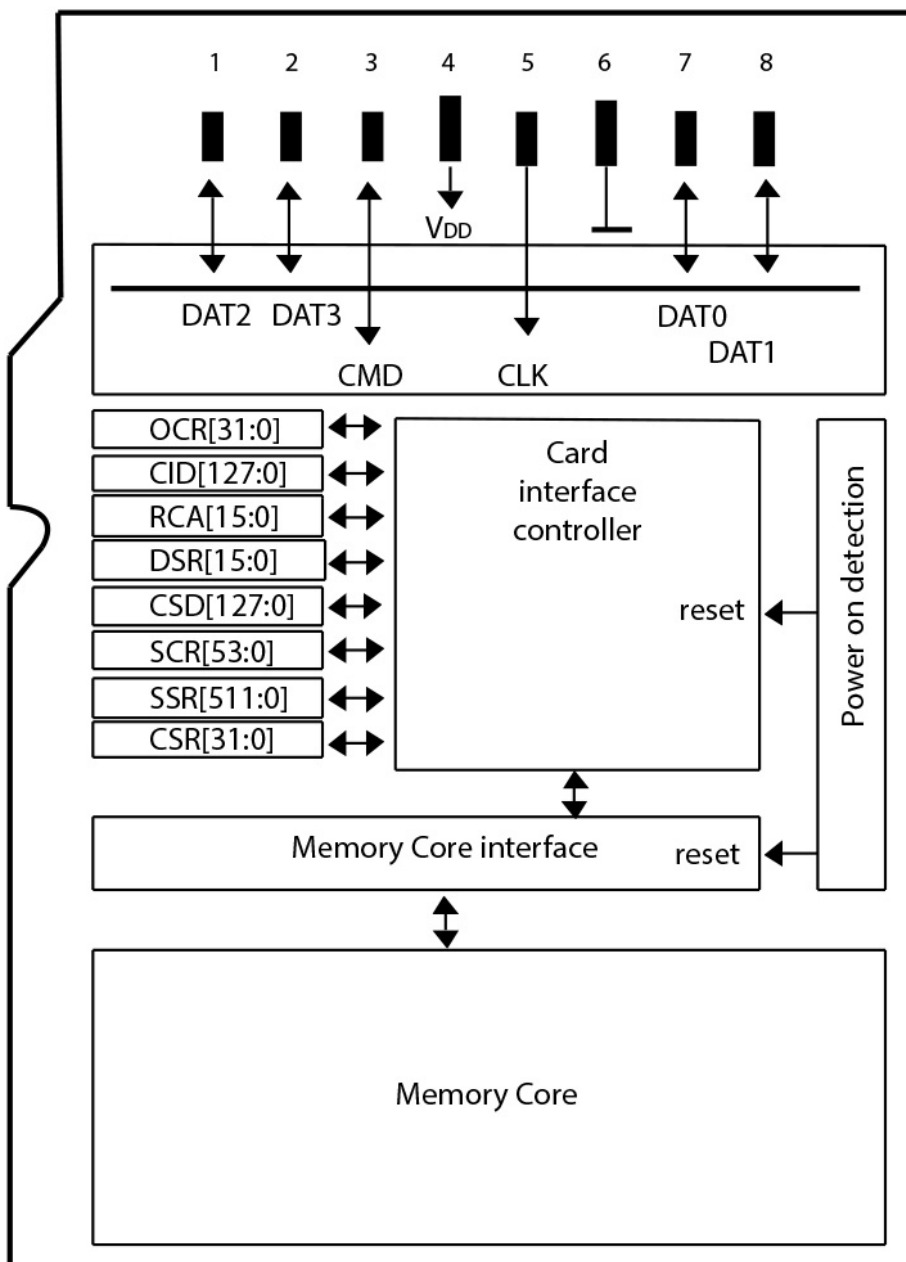 1 2 3 4 5 6 7 8
VDD
DAT2 DAT3 DAT0
DAT1
CMD CLK
OCR[31:0]
CID[127:0]
RCA[15:0]
DSR[15:0]
CSD[127:0]
SCR[53:0]
SSR[511:0]
CSR[31:0]
Card
interface
controller
reset
Power on detection
Memory Core interface
reset
Memory Core